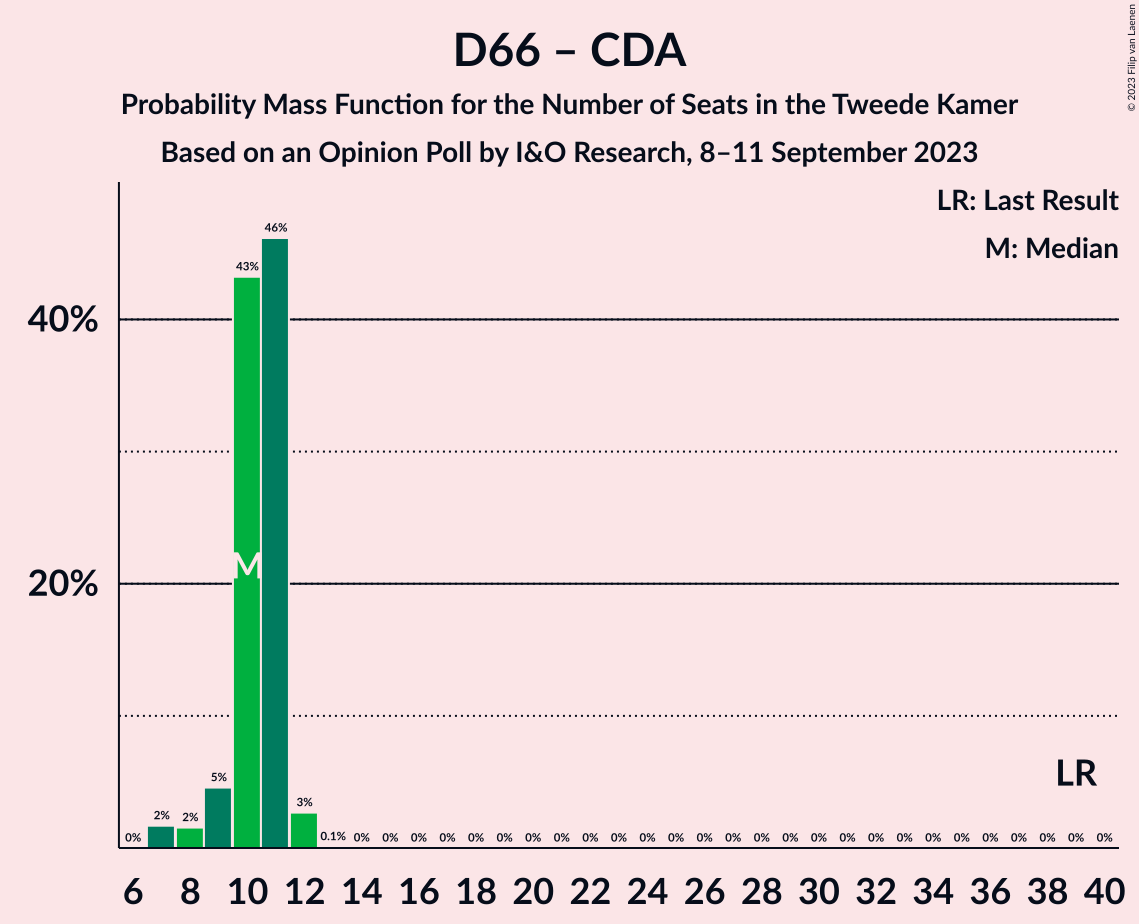 D66 – CDA
Probability Mass Function for the Number of Seats in the Tweede Kamer
Based on an Opinion Poll by I&O Research, 8–11 September 2023
© 2023 Filip van Laenen
LR: Last Result
M: Median
40%
20%
0% 2% 2% 5% 43% 46% 3% 0.1% 0% 0% 0% 0% 0% 0% 0% 0% 0% 0% 0% 0% 0% 0% 0% 0% 0% 0% 0% 0% 0% 0% 0% 0% 0% 0% 0%
M
LR
6 8 10 12 14 16 18 20 22 24 26 28 30 32 34 36 38 40